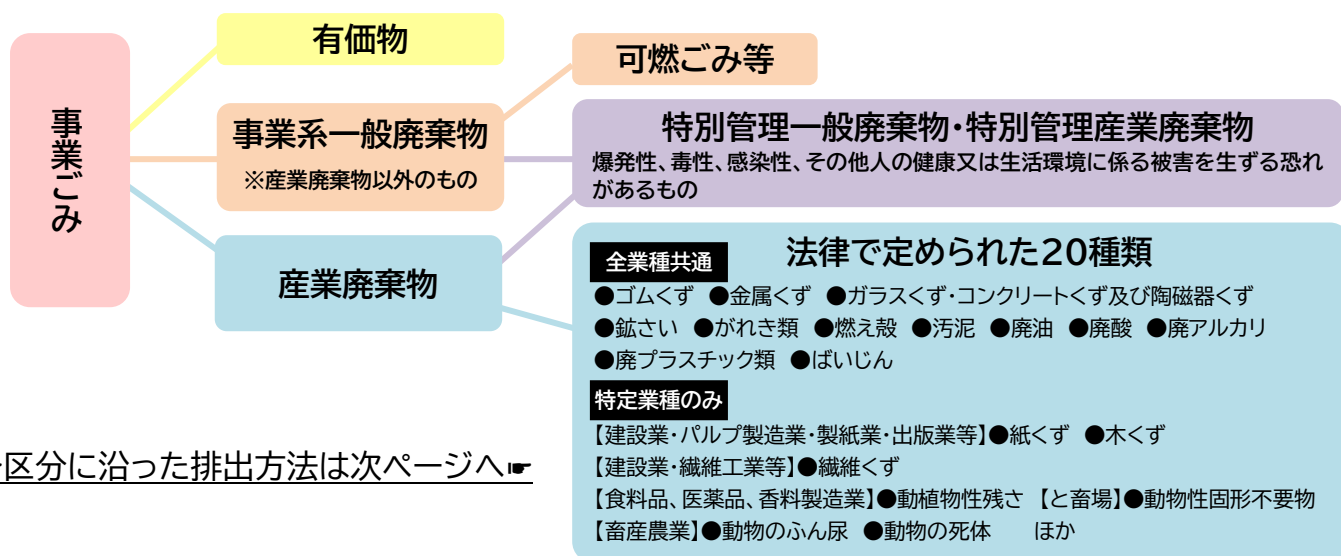 事業ごみ
有価物
事業系一般廃棄物
※産業廃棄物以外のもの
産業廃棄物
可燃ごみ等
特別管理一般廃棄物・特別管理産業廃棄物
爆発性、毒性、感染性、その他人の健康又は生活環境に係る被害を生ずる恐れ
があるもの
法律で定められた20種類
全業種共通
●ゴムくず ●金属くず ●ガラスくず・コンクリートくず及び陶磁器くず
●鉱さい ●がれき類 ●燃え殻 ●汚泥 ●廃油 ●廃酸 ●廃アルカリ
●廃プラスチック類 ●ばいじん
特定業種のみ
【建設業・パルプ製造業・製紙業・出版業等】●紙くず ●木くず
【建設業・繊維工業等】●繊維くず
【食料品、医薬品、香料製造業】●動植物性残さ 【と畜場】●動物性固形不要物
【畜産農業】●動物のふん尿 ●動物の死体 ほか
区分に沿った排出方法は次ページへ☛